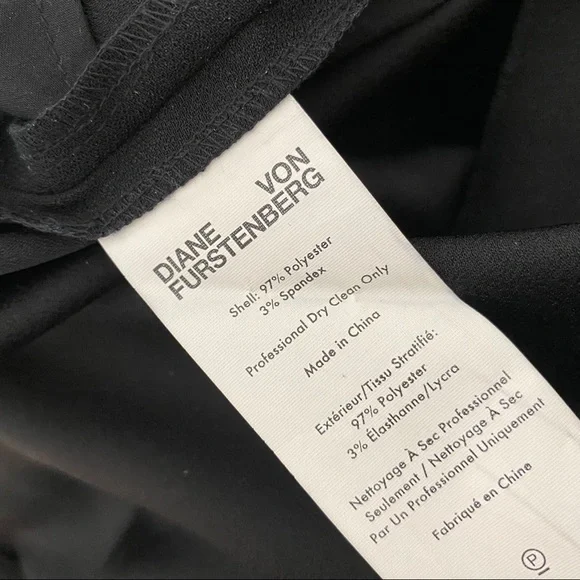 DIANE VON
FURSTENBERG
Shell: 97% Polyester
3% Spandex
Professional Dry Clean Only
Made in China
Extérieur/Tissu Stratifié:
97% Polyester
3% Élasthanne/Lycra
Nettoyage À Sec Professionnel
Seulement / Nettoyage À Sec
Par Un Professionnel Uniquement
Fabriqué en Chine
P